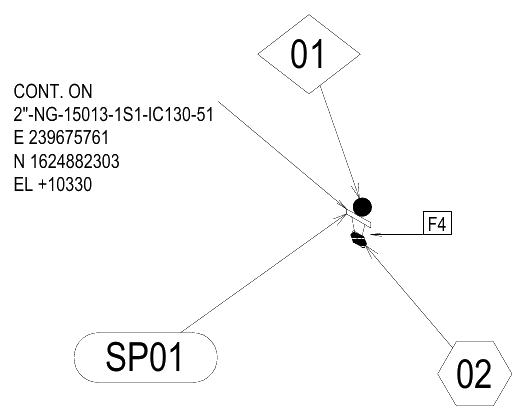 01
CONT. ON
2"-NG-15013-1S1-IC130-51
E 239675761
N 1624882303
EL +10330
F4
SP01
02